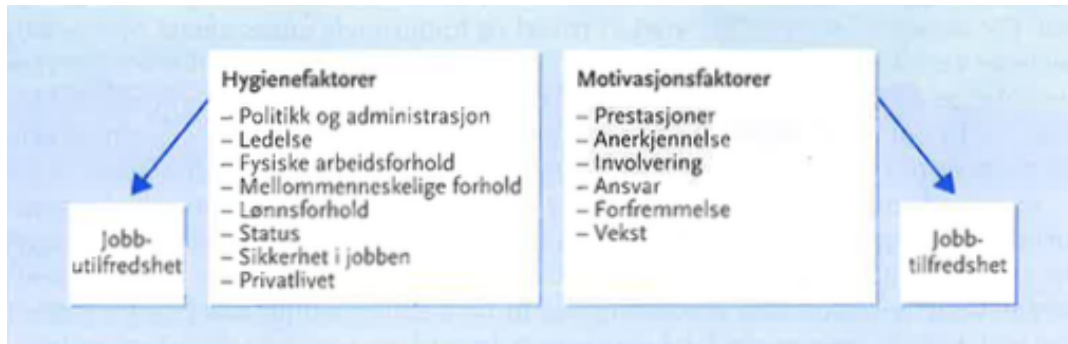 Hygienefaktorer
– Politikk og administrasjon
– Ledelse
– Fysiske arbeidsforhold
– Mellommenneskelige forhold
– Lønnsforhold
– Status
– Sikkerhet i jobben
– Privatlivet
Motivasjonsfaktorer
– Prestasjoner
– Anerkjennelse
– Involvering
– Ansvar
– Forfremmelse
– Vekst
Jobb-
utilfredshet
Jobb-
tilfredshet